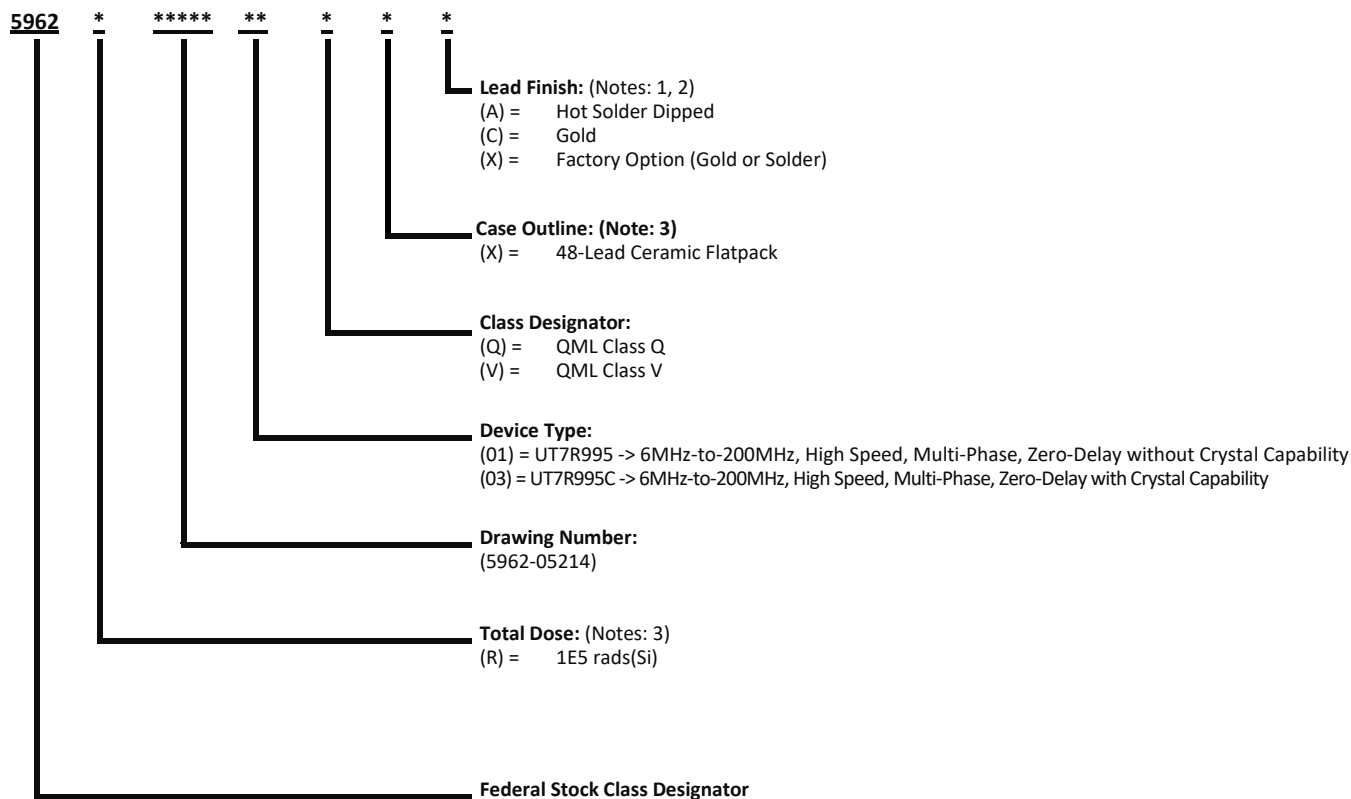 5962 * ***** ** * * *
Lead Finish: (Notes: 1, 2)
(A) = Hot Solder Dipped
(C) = Gold
(X) = Factory Option (Gold or Solder)
Case Outline: (Note: 3)
(X) = 48-Lead Ceramic Flatpack
Class Designator:
(Q) = QML Class Q
(V) = QML Class V
Device Type:
(01) = UT7R995 -> 6MHz-to-200MHz, High Speed, Multi-Phase, Zero-Delay without Crystal Capability
(03) = UT7R995C -> 6MHz-to-200MHz, High Speed, Multi-Phase, Zero-Delay with Crystal Capability
Drawing Number:
(5962-05214)
Total Dose: (Notes: 3)
(R) = 1E5 rads(Si)
Federal Stock Class Designator